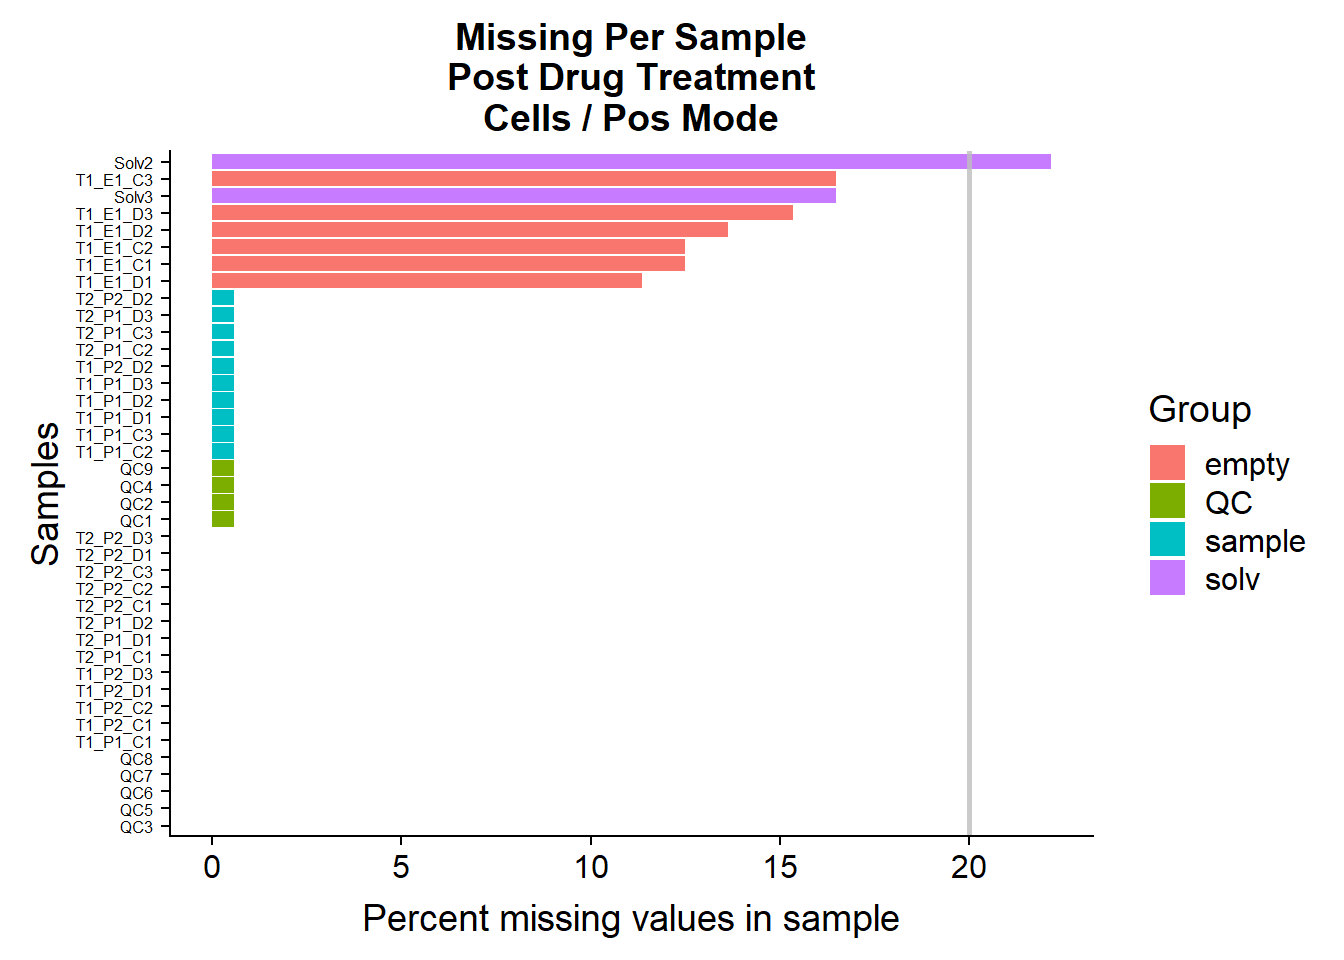 Missing Per Sample
Post Drug Treatment
Cells / Pos Mode
Samples
Solv2
T1_E1_C3
Solv3
T1_E1_D3
T1_E1_D2
T1_E1_C2
T1_E1_C1
T1_E1_D1
T2_P2_D2
T2_P1_D3
T2_P1_C3
T2_P1_C2
T1_P2_D2
T1_P1_D3
T1_P1_D2
T1_P1_D1
T1_P1_C3
T1_P1_C2
QC9
QC4
QC2
QC1
T2_P2_D3
T2_P2_D1
T2_P2_C3
T2_P2_C2
T2_P2_C1
T2_P1_D2
T2_P1_D1
T2_P1_C1
T1_P2_D3
T1_P2_D1
T1_P2_C2
T1_P2_C1
T1_P1_C1
QC8
QC7
QC6
QC5
QC3
0 5 10 15 20
Percent missing values in sample
Group
empty
QC
sample
solv